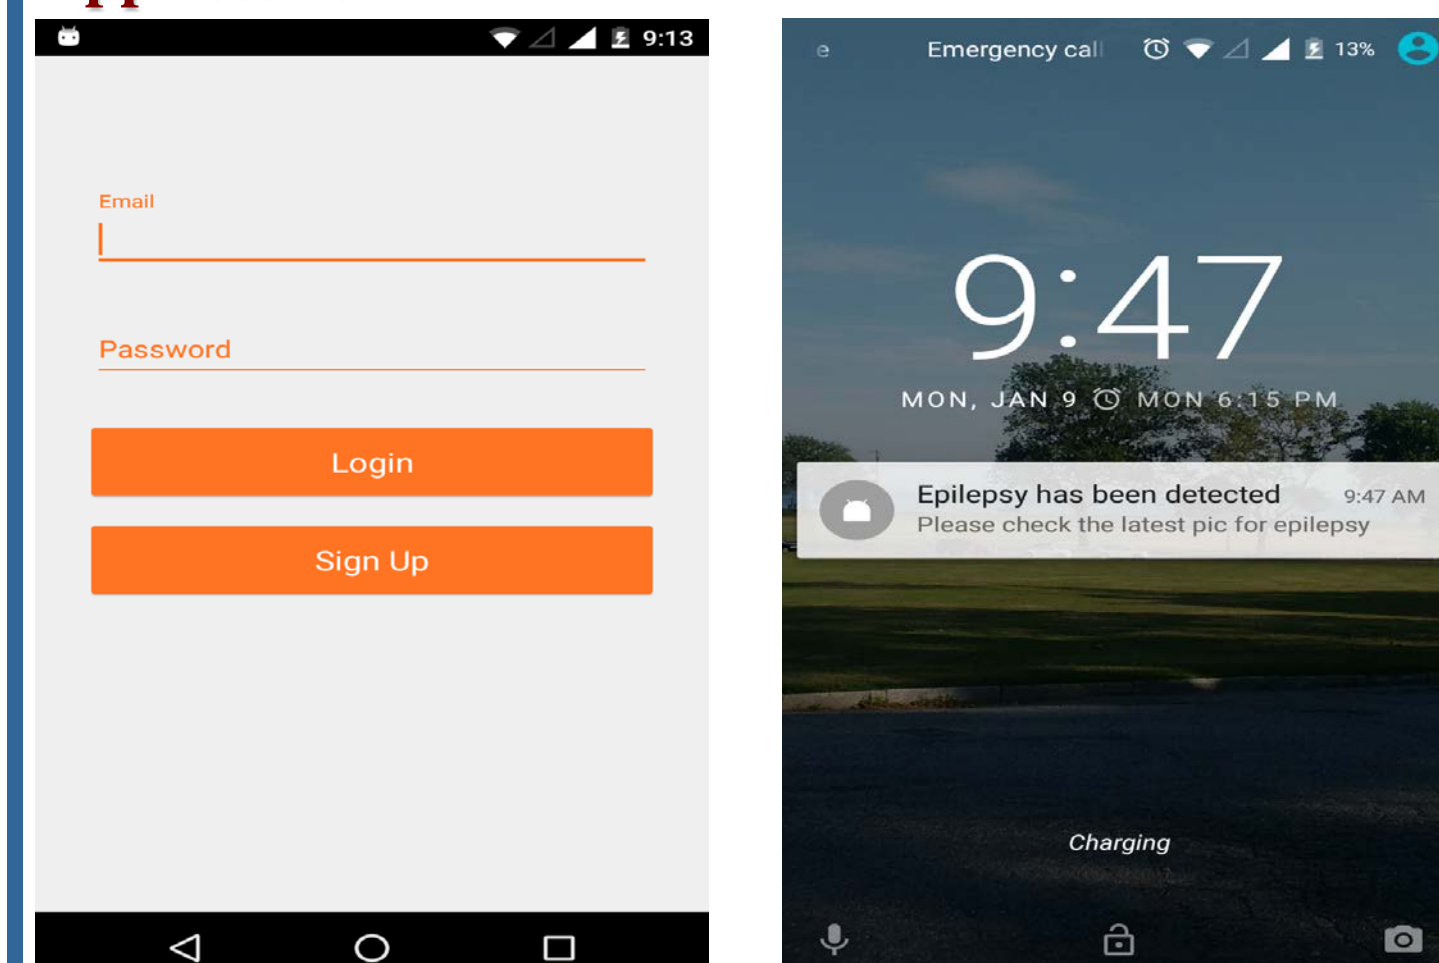 9:13
Email
Password
Login
Sign Up
e Emergency cal 13%
9:47
MON, JAN 9 MON 6:15 PM
Epilepsy has been detected 9:47 AM
Please check the latest pic for epilepsy
Charging